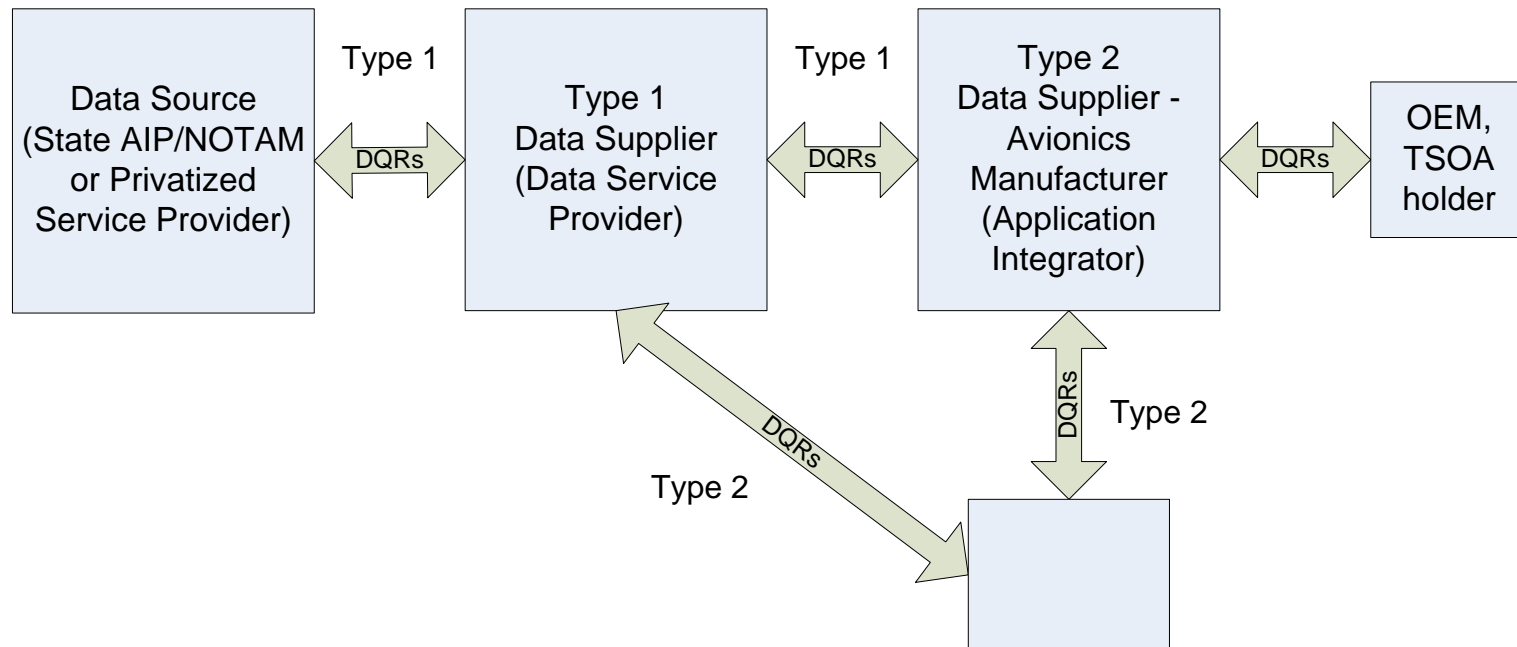 Data Source
(State AIP/NOTAM
or Privatized
Service Provider)
Type 1
DQRs
Type 1
Data Supplier
(Data Service
Provider)
Type 1
DQRs
Type 2
Data Supplier -
Avionics
Manufacturer
(Application
Integrator)
DQRs
OEM,
TSOA
holder
DQRs
Type 2
DQRs
Type 2